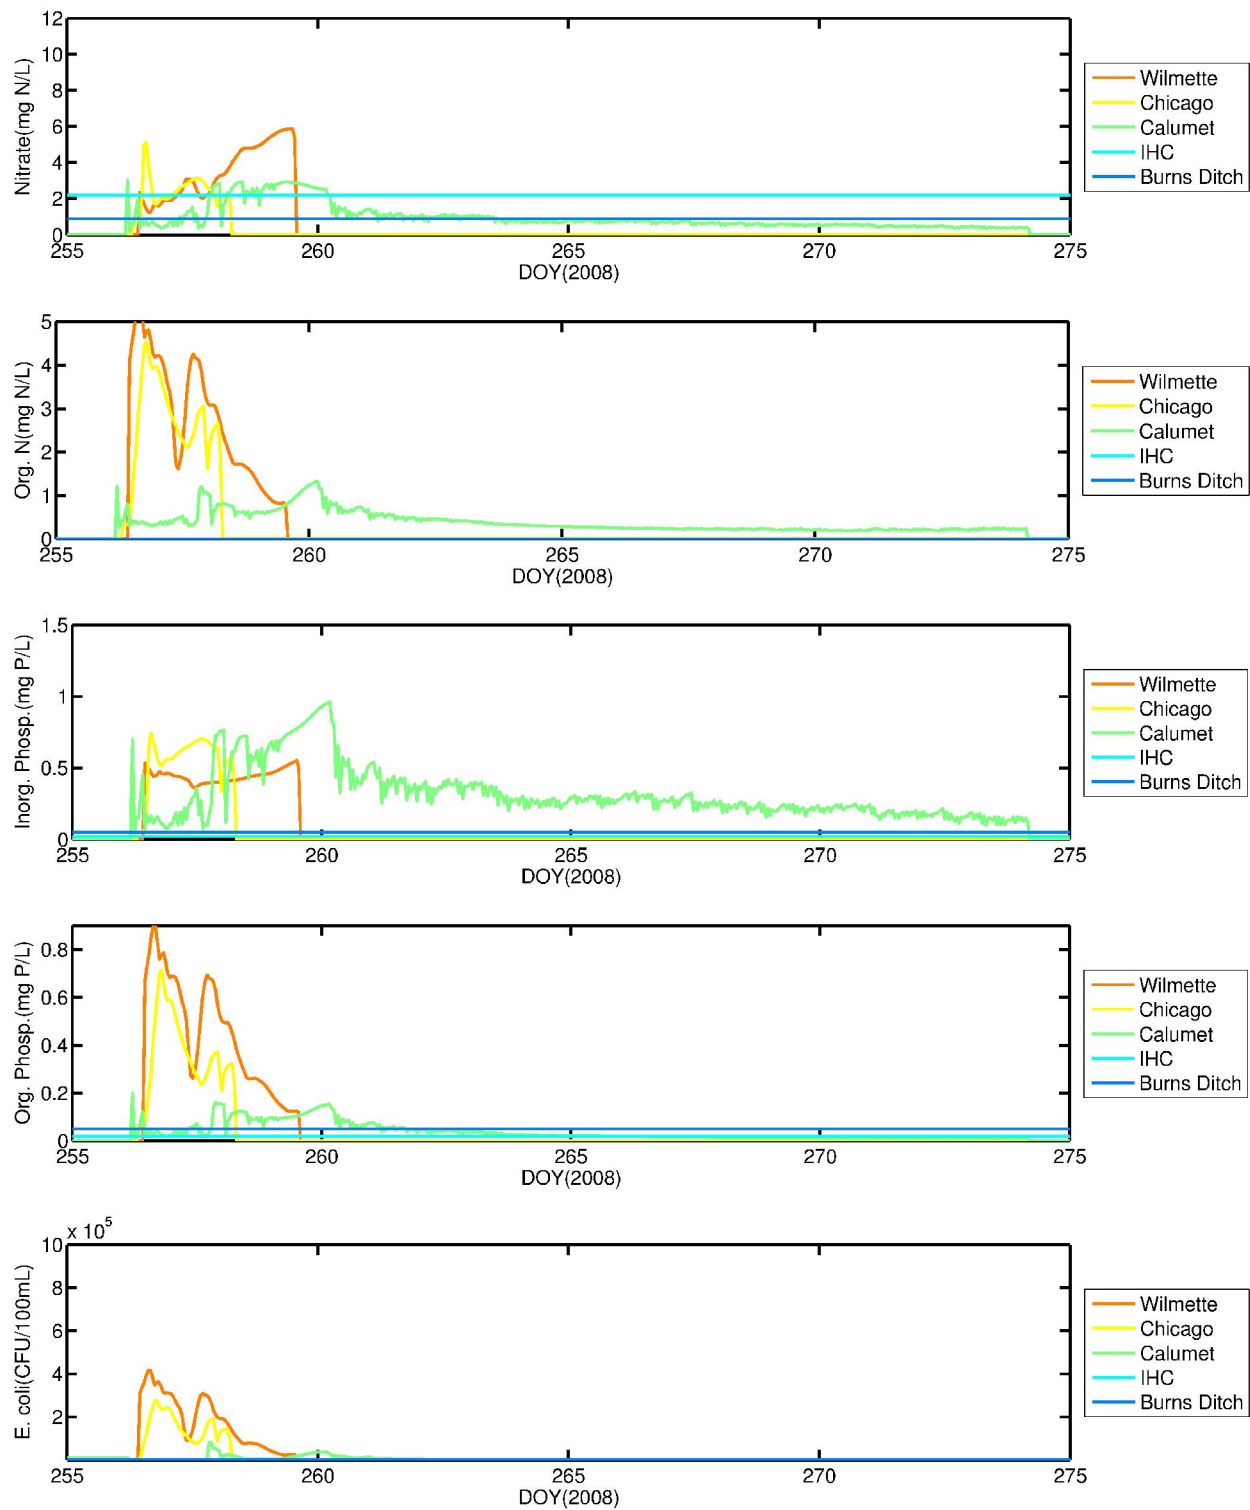 12
10
8
6
4
2
0
Nitrate(mg N/L)
255
260
265
270
275
DOY(2008)
Wilmette
Chicago
Calumet
IHC
Burns Ditch
5
4
3
2
1
0
Org. N(mg N/L)
255
260
265
270
275
DOY(2008)
Wilmette
Chicago
Calumet
IHC
Burns Ditch
1.5
1
0.5
0
Inorg. Phosp.(mg P/L)
255
260
265
270
275
DOY(2008)
Wilmette
Chicago
Calumet
IHC
Burns Ditch
0.8
0.6
0.4
0.2
0
Org. Phosp.(mg P/L)
255
260
265
270
275
DOY(2008)
Wilmette
Chicago
Calumet
IHC
Burns Ditch
x 10^5
10
8
6
4
2
E. coli(CFU/100mL)
255
260
265
270
275
DOY(2008)
Wilmette
Chicago
Calumet
IHC
Burns Ditch